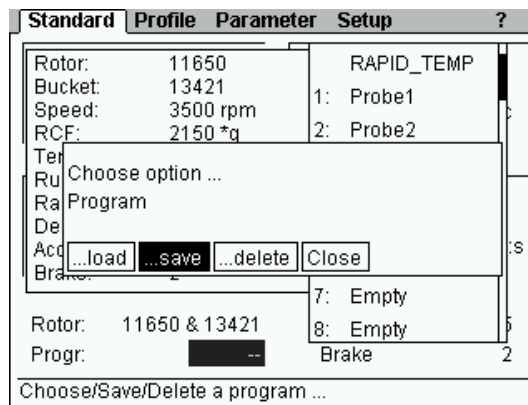 Standard Profile Parameter Setup ?
Rotor: 11650
Bucket: 13421
Speed: 3500 rpm
RCF: 2150 *g
RAPID_TEMP
1: Probe1
2: Probe2
Choose option ...
Program
...load ...save ...delete Close
7: Empty
8: Empty
Rotor: 11650 & 13421
Progr: --
Brake 2
Choose/Save/Delete a program ...